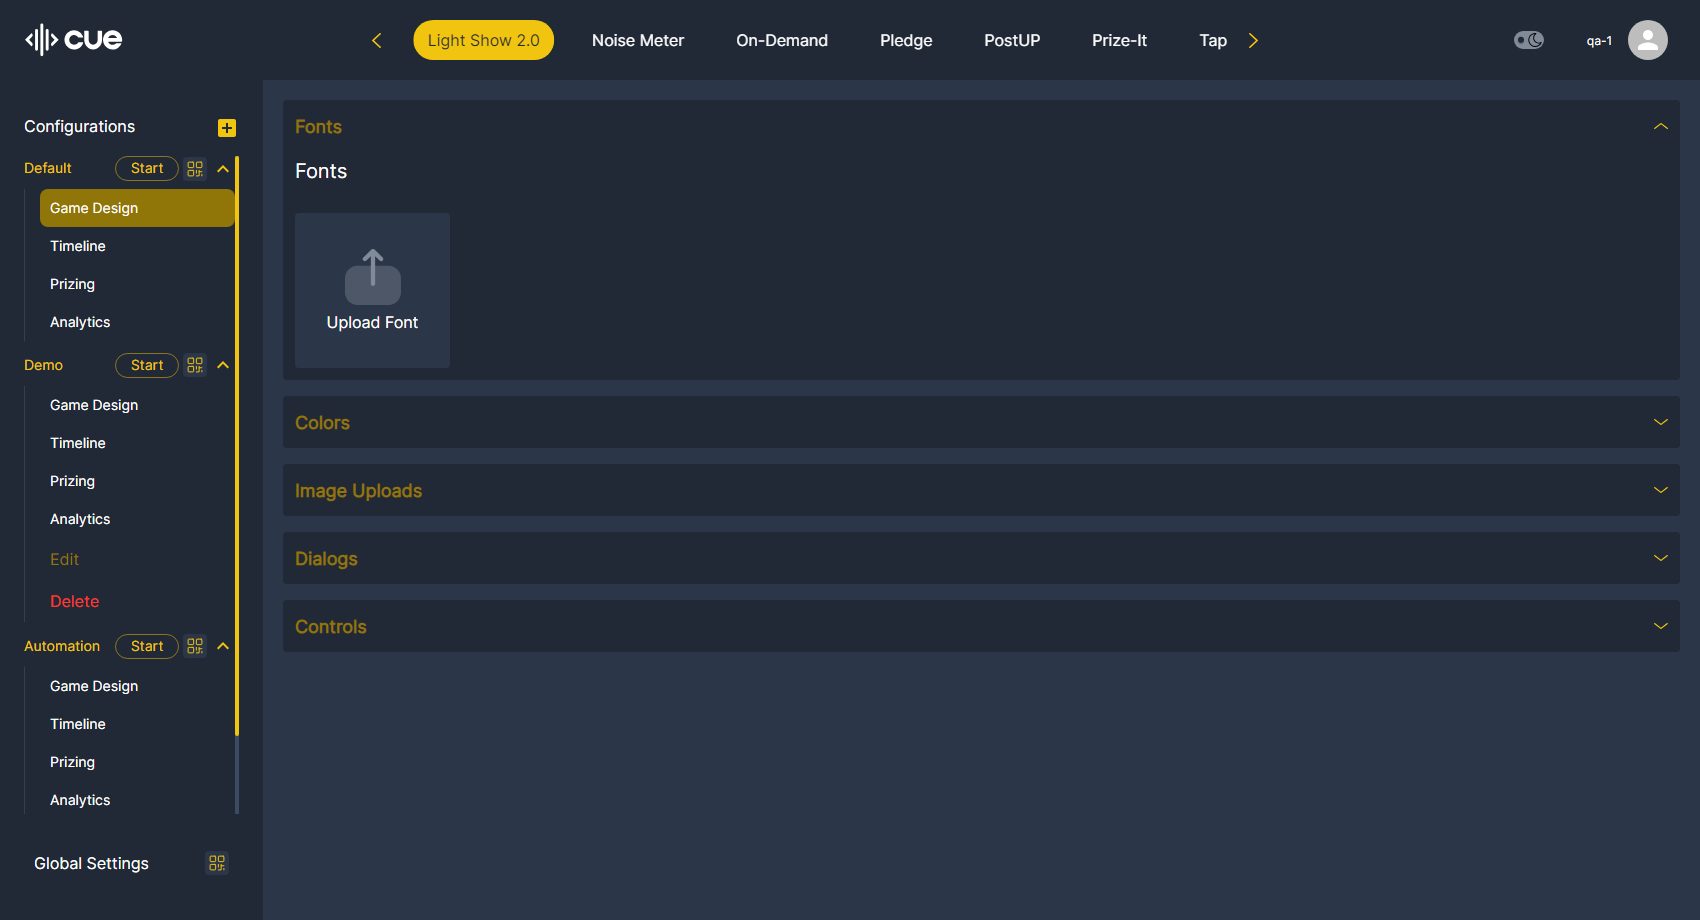 cue
Light Show 2.0
Noise Meter
On-Demand
Pledge
PostUP
Prize-It
Tap
qa-1
Configurations
Default
Start
Game Design
Timeline
Prizing
Analytics
Demo
Start
Game Design
Timeline
Prizing
Analytics
Edit
Delete
Automation
Start
Game Design
Timeline
Prizing
Analytics
Global Settings
Fonts
Fonts
Upload Font
Colors
Image Uploads
Dialogs
Controls